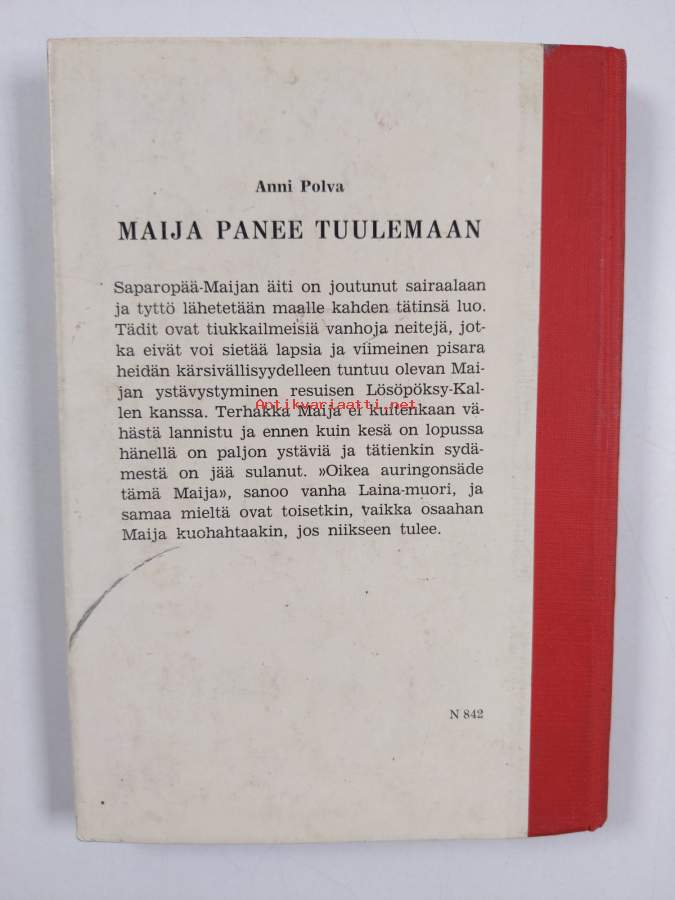 Anni Polva
MAIJA PANEE TUULEMAAN
Saparopää-Maijan äiti on joutunut sairaalaan
ja tyttö lähetetään maalle kahden tätinsä luo.
Tädit ovat tiukkailmeisiä vanhoja neitejä, jot-
ka eivät voi sietää lapsia ja viimeinen pisara
heidän kärsivällisyydelleen tuntuu olevan Mai-
jan ystävystyminen resuisen Lösöpöksy-Kal-
len kanssa. Terhakka Maija ei kuitenkaan vä-
Antikvariaatti.net
hästä lannistu ja ennen kuin kesä on lopussa
hänellä on paljon ystäviä ja tätienkin sydä-
mestä on jää sulanut. »Oikea auringonsäde
tämä Maija», sanoo vanha Laina-muori, ja
samaa mieltä ovat toisetkin, vaikka osaahan
Maija kuohahtaakin, jos niikseen tulee.
N 842